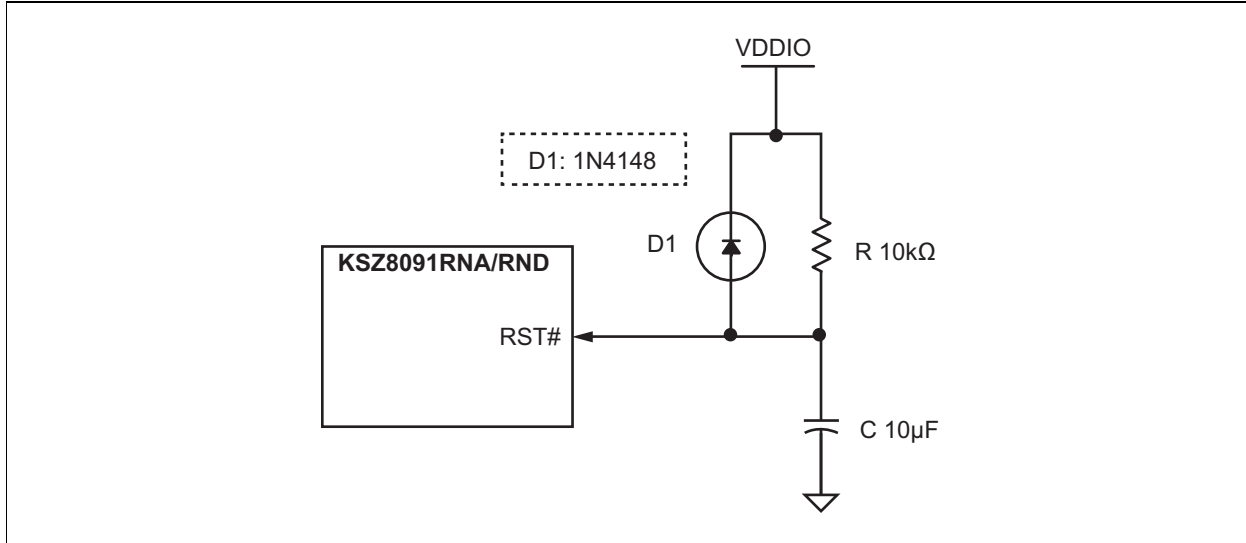 VDDIO
D1: 1N4148
D1
R 10kΩ
KSZ8091RNA/RND
RST#
C 10µF